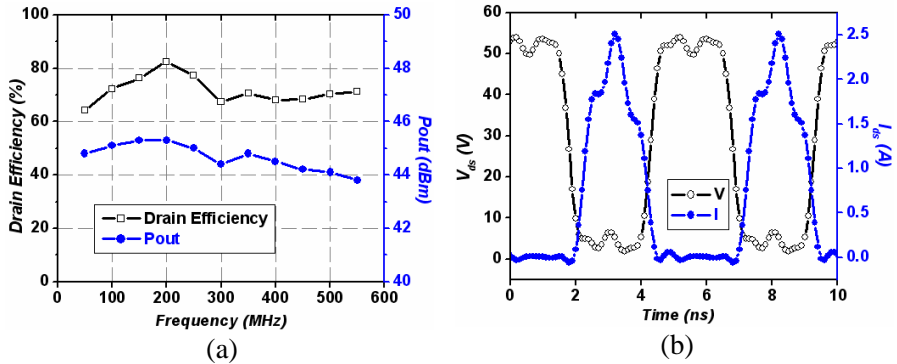 100
80
60
40
20
0
Drain Efficiency (%)
50
48
46
44
42
40
Pout (dBm)
Drain Efficiency
Pout
0 100 200 300 400 500 600
Frequency (MHz)
(a)
60
50
40
30
20
10
0
V_ds (V)
2.5
2.0
1.5
1.0
0.5
0.0
I_ds (A)
V
I
0 2 4 6 8 10
Time (ns)
(b)